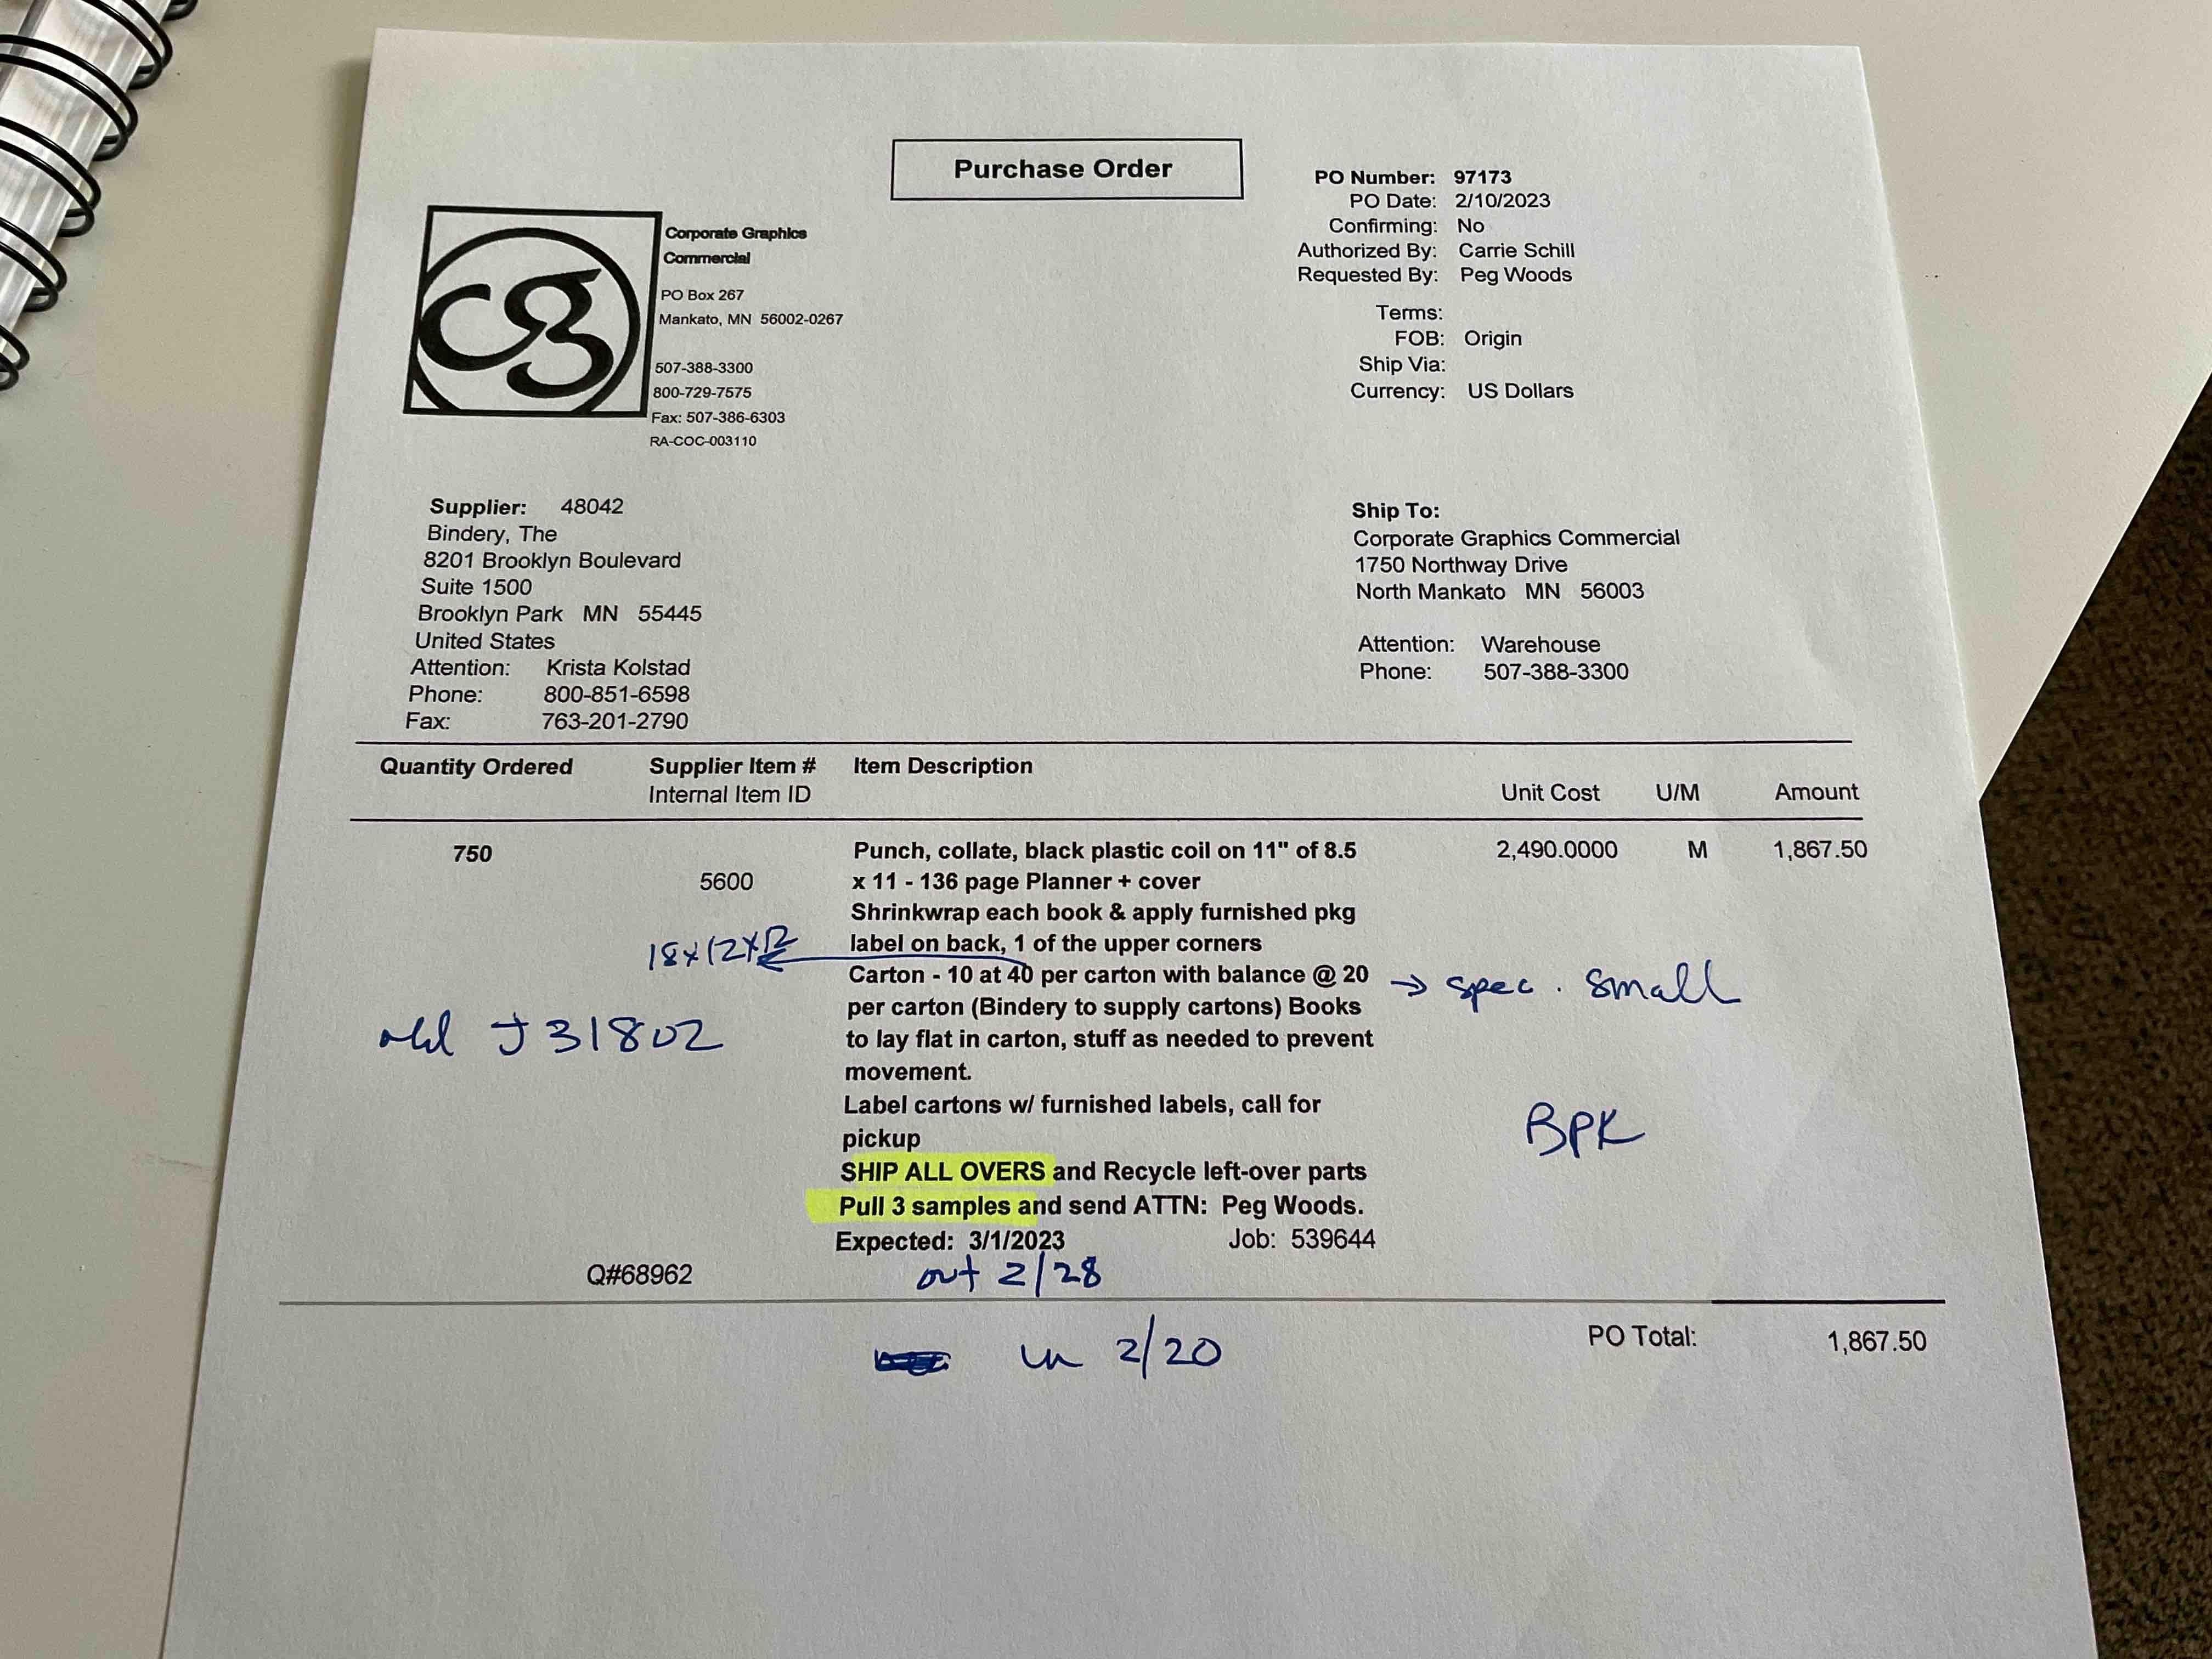 Purchase Order
cg
Corporate Graphics
Commercial
PO Box 267
Mankato, MN 56002-0267
507-388-3300
800-729-7575
Fax: 507-386-6303
RA-COC-003110
PO Number: 97173
PO Date: 2/10/2023
Confirming: No
Authorized By: Carrie Schill
Requested By: Peg Woods
Terms:
FOB: Origin
Ship Via:
Currency: US Dollars
Supplier: 48042
Bindery, The
8201 Brooklyn Boulevard
Suite 1500
Brooklyn Park MN 55445
United States
Attention: Krista Kolstad
Phone: 800-851-6598
Fax: 763-201-2790
Ship To:
Corporate Graphics Commercial
1750 Northway Drive
North Mankato MN 56003
Attention: Warehouse
Phone: 507-388-3300
Quantity Ordered Supplier Item # Item Description
Internal Item ID Unit Cost U/M Amount
750 Punch, collate, black plastic coil on 11" of 8.5 2,490.0000 M 1,867.50
5600 x 11 - 136 page Planner + cover
Shrinkwrap each book & apply furnished pkg
18x12x12 label on back, 1 of the upper corners
Carton - 10 at 40 per carton with balance @ 20 → spec. small
per carton (Bindery to supply cartons) Books
old J31802 to lay flat in carton, stuff as needed to prevent
movement.
Label cartons w/ furnished labels, call for
pickup BPK
SHIP ALL OVERS and Recycle left-over parts
Pull 3 samples and send ATTN: Peg Woods.
Expected: 3/1/2023 Job: 539644
Q#68962 out 2/28
in 2/20 PO Total: 1,867.50